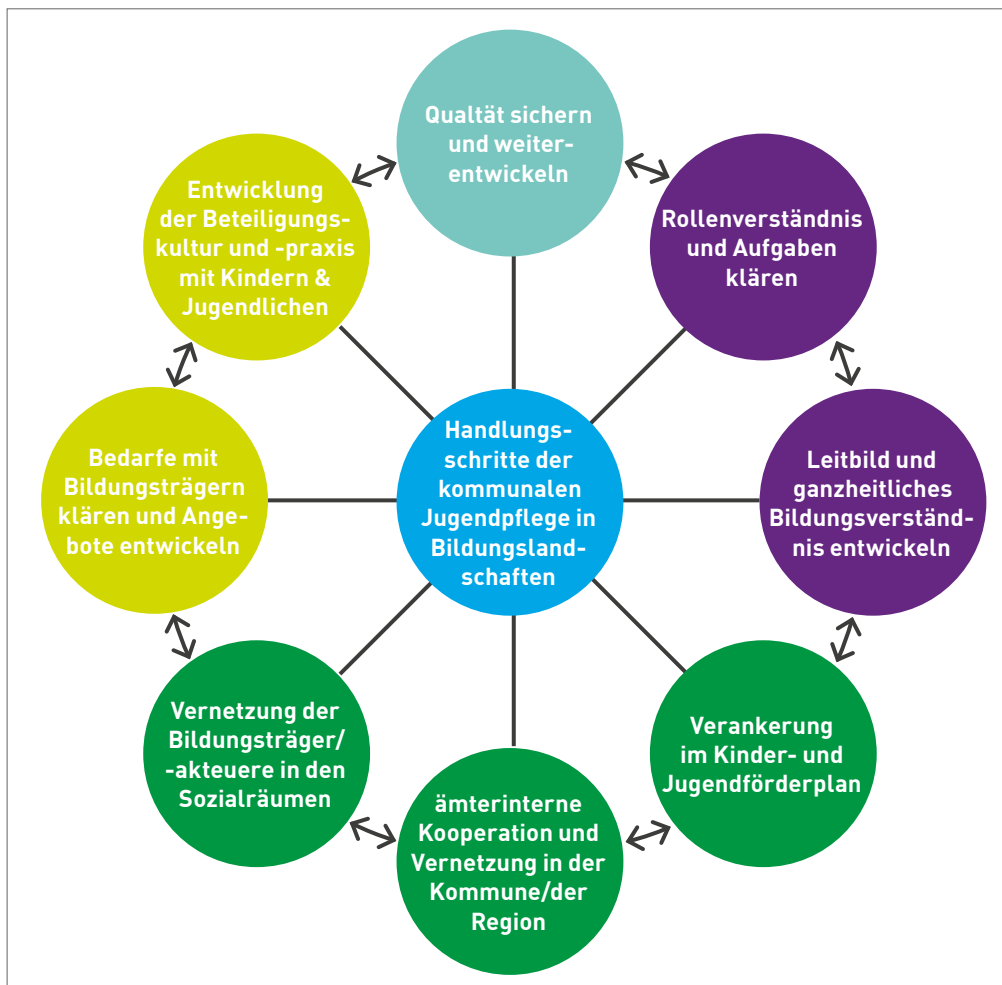 Qualtät sichern
und weiter-
entwickeln
Rollenverständnis
und Aufgaben
klären
Leitbild und
ganzheitliches
Bildungsverständ-
nis entwickeln
Verankerung
im Kinder- und
Jugendförderplan
ämterinterne
Kooperation und
Vernetzung in der
Kommune/der
Region
Vernetzung der
Bildungsträger/
-akteuere in den
Sozialräumen
Bedarfe mit
Bildungsträgern
klären und Ange-
bote entwickeln
Entwicklung
der Beteiligungs-
kultur und -praxis
mit Kindern &
Jugendlichen
Handlungs-
schritte der
kommunalen
Jugendpflege in
Bildungsland-
schaften